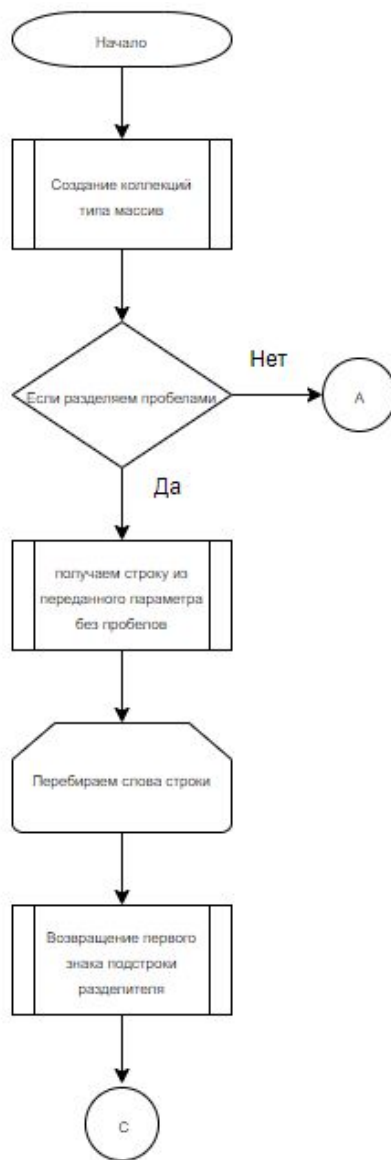 Начало
Создание коллекций
типа массив
Если разделяем пробелами
Нет
А
Да
получаем строку из
переданного параметра
без пробелов
Перебираем слова строки
Возвращение первого
знака подстроки
разделителя
С